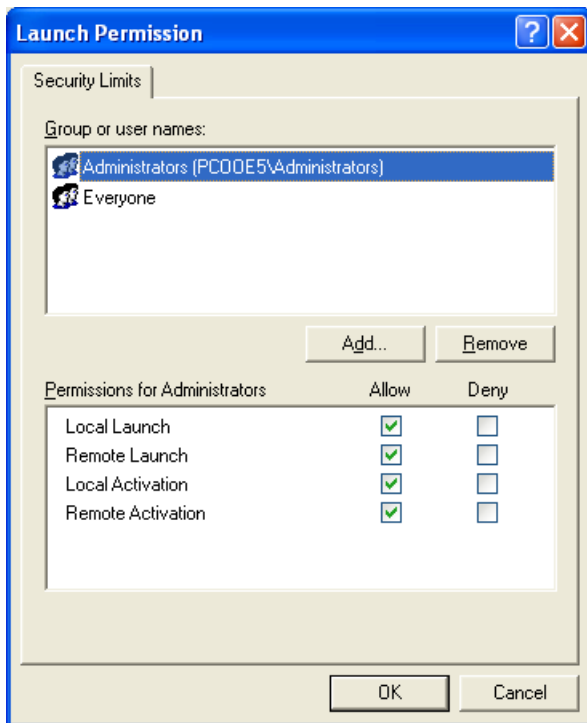 Launch Permission
Security Limits
Group or user names:
Administrators (PC00E5\Administrators)
Everyone
Add...
Remove
Permissions for Administrators Allow Deny
Local Launch
Remote Launch
Local Activation
Remote Activation
OK
Cancel